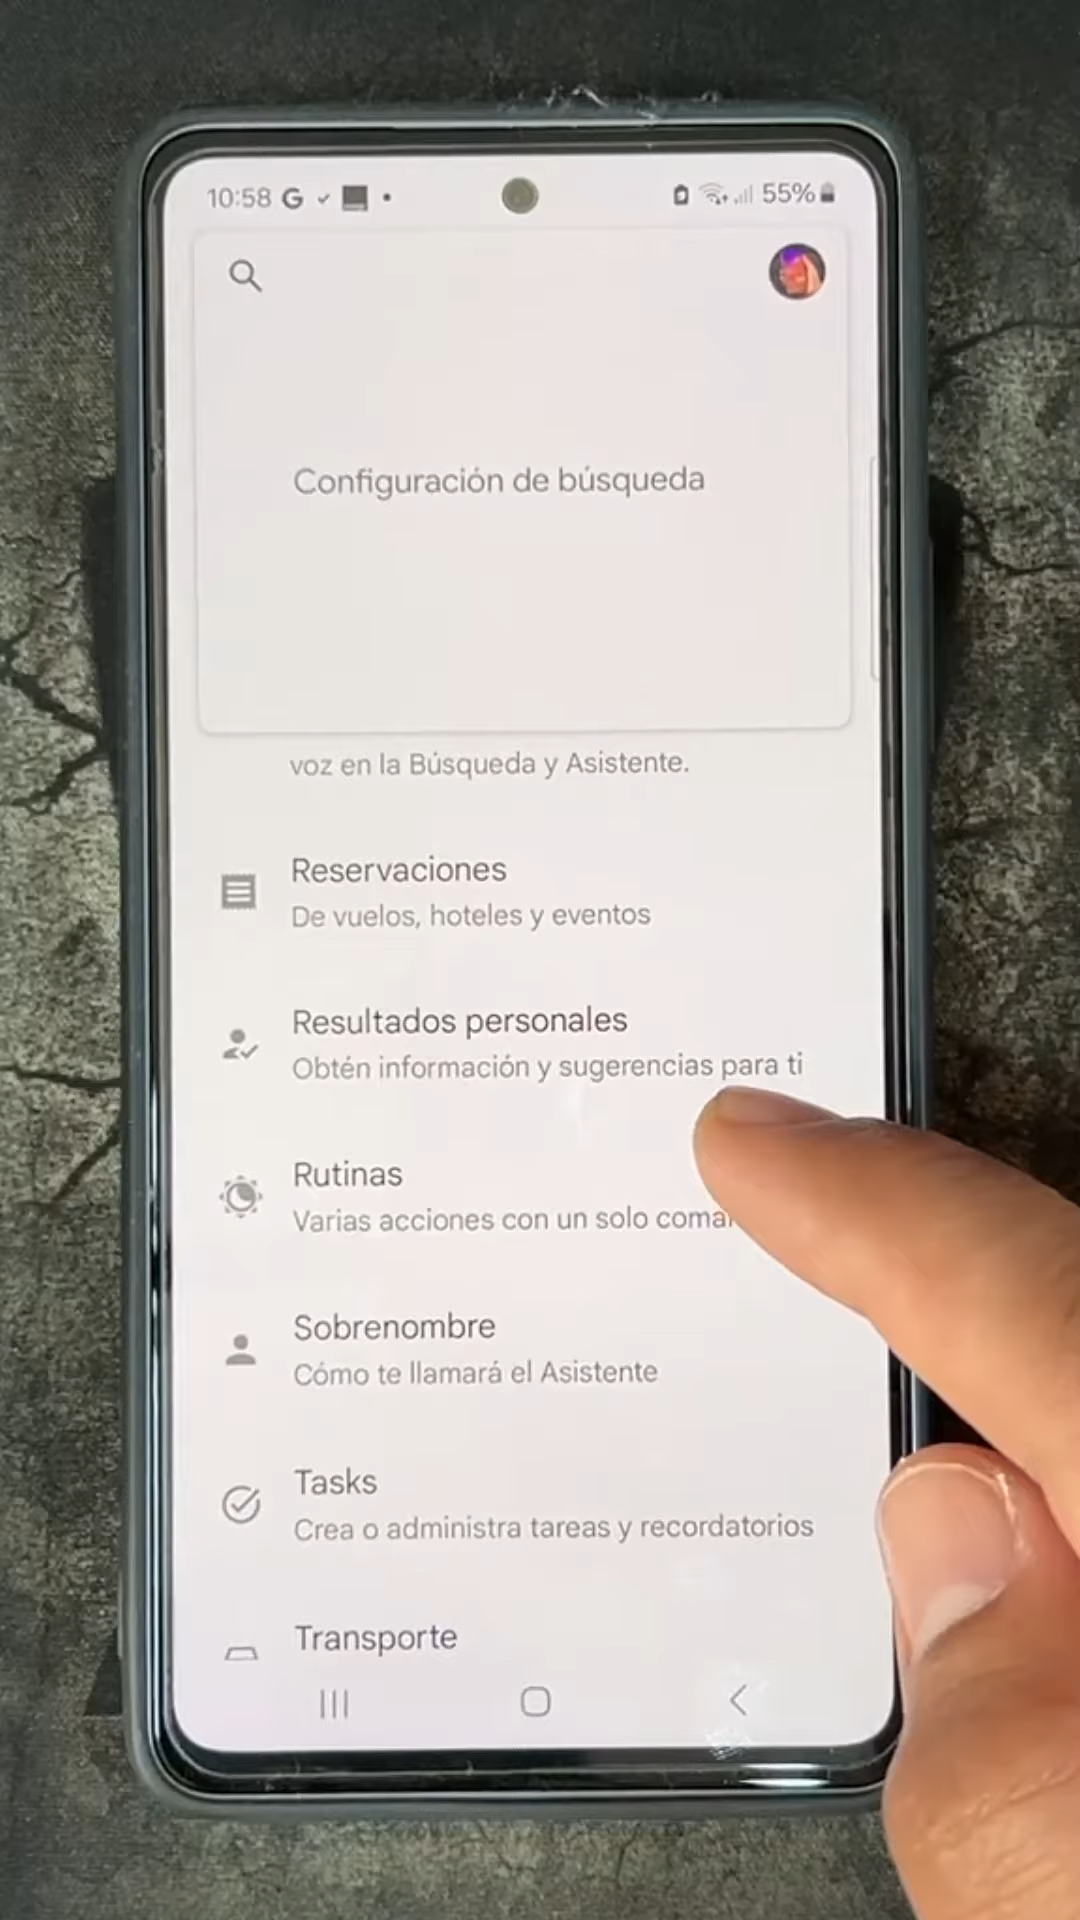 10:58 G 55%
Configuración de búsqueda
voz en la Búsqueda y Asistente.
Reservaciones
De vuelos, hoteles y eventos
Resultados personales
Obtén información y sugerencias para ti
Rutinas
Varias acciones con un solo
Sobrenombre
Cómo te llamará el Asistente
Tasks
Crea o administra tareas y recordatorios
Transporte